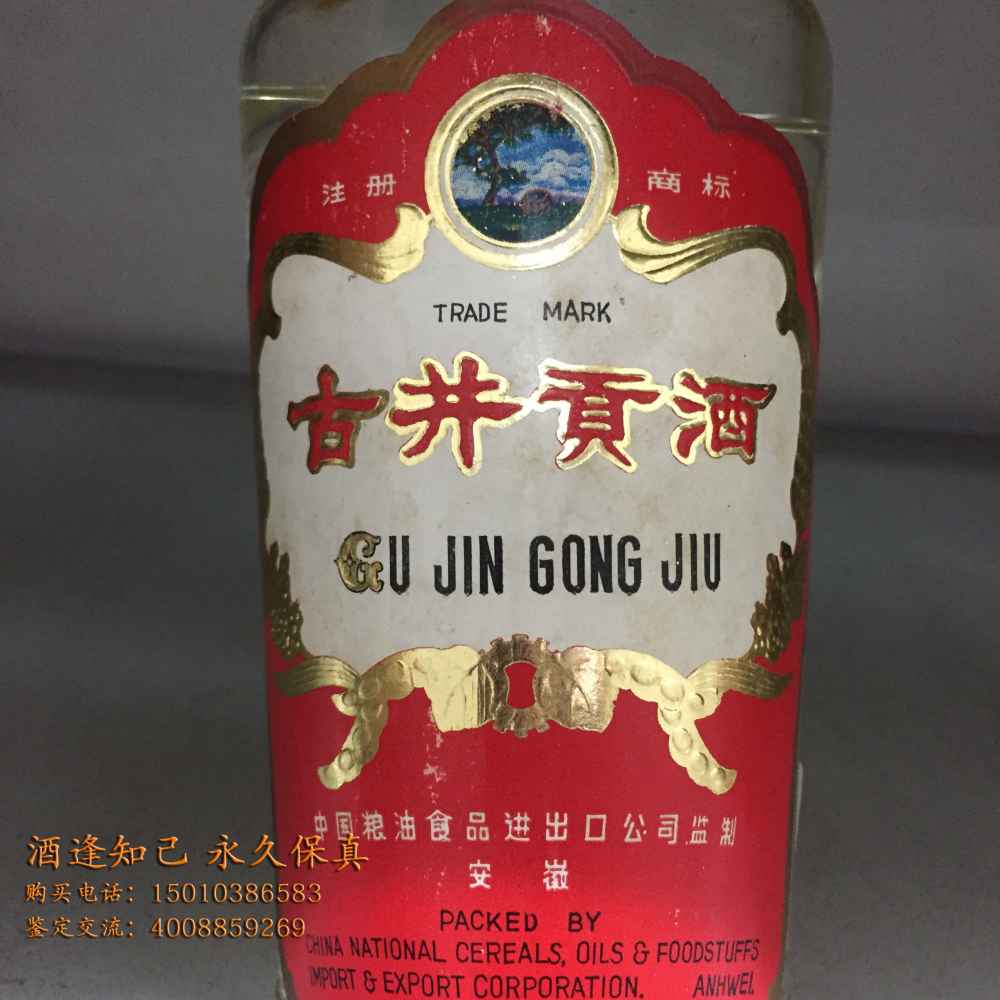 注册 商标
TRADE MARK
古井贡酒
GU JIN GONG JIU
中国粮油食品进出口公司监制
安徽
PACKED BY
CHINA NATIONAL CEREALS, OILS & FOODSTUFFS
IMPORT & EXPORT CORPORATION. ANHWEI,
酒逢知己 永久保真
购买电话：15010386583
鉴定交流：4008859269